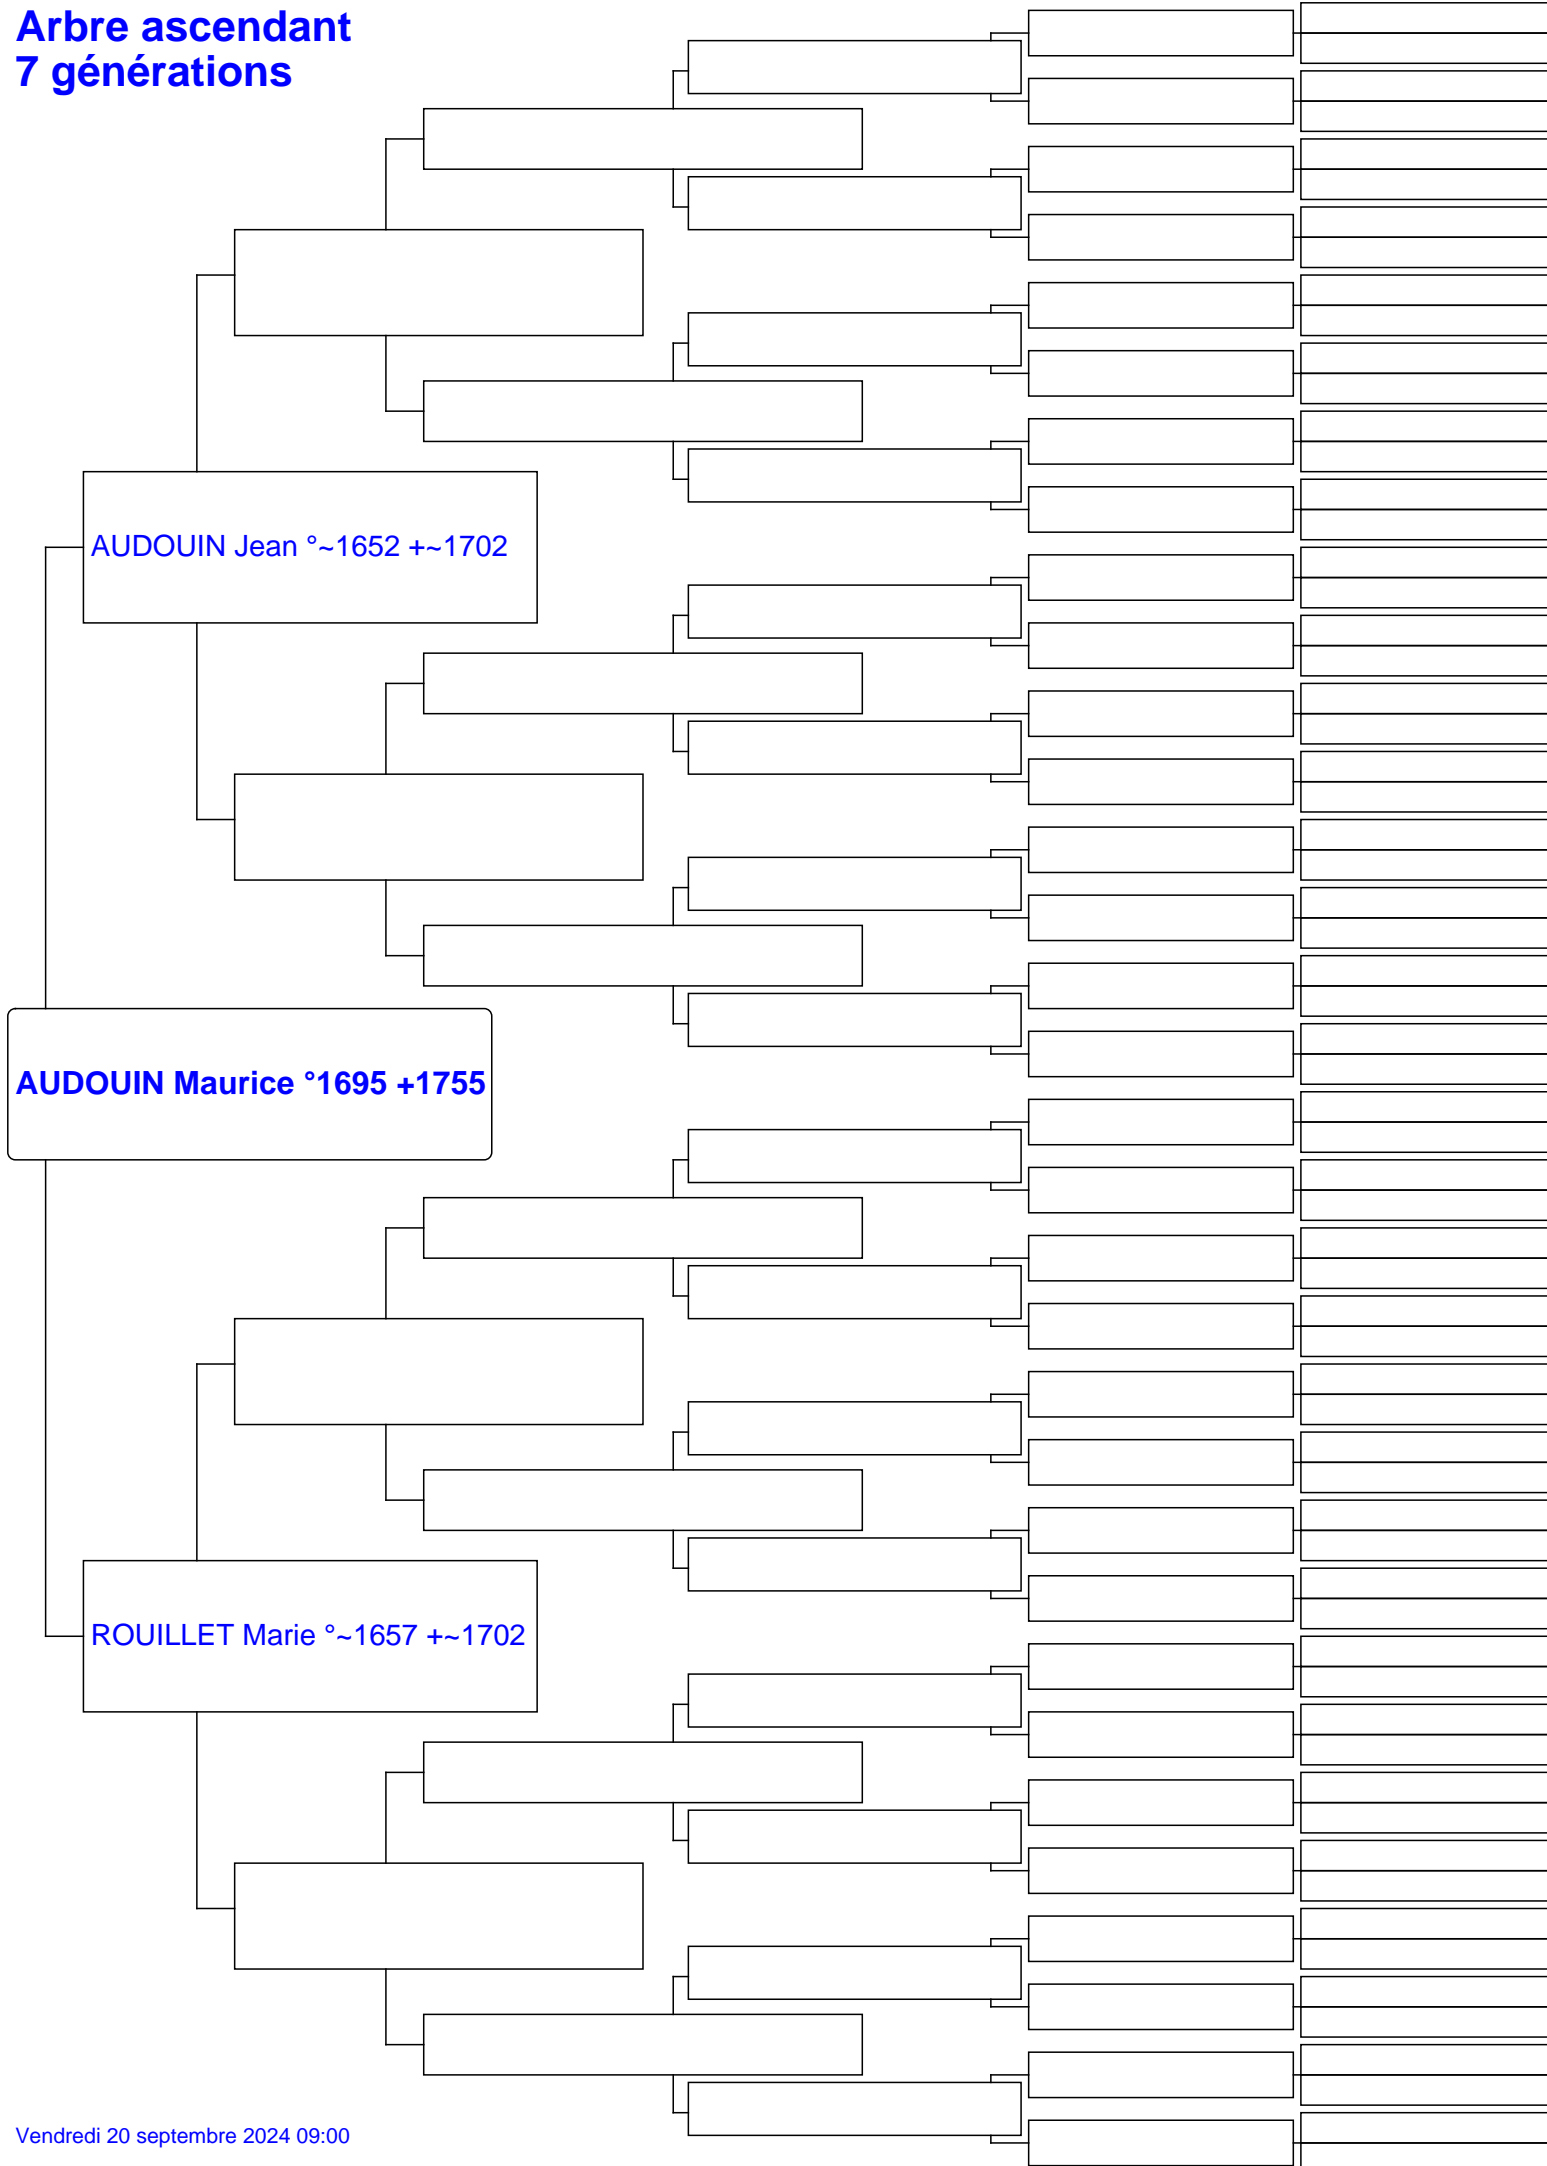 Arbre ascendant
7 générations
AUDOUIN Jean °~1652 +~1702
AUDOUIN Maurice °1695 +1755
ROUILLET Marie °~1657 +~1702
Vendredi 20 septembre 2024 09:00